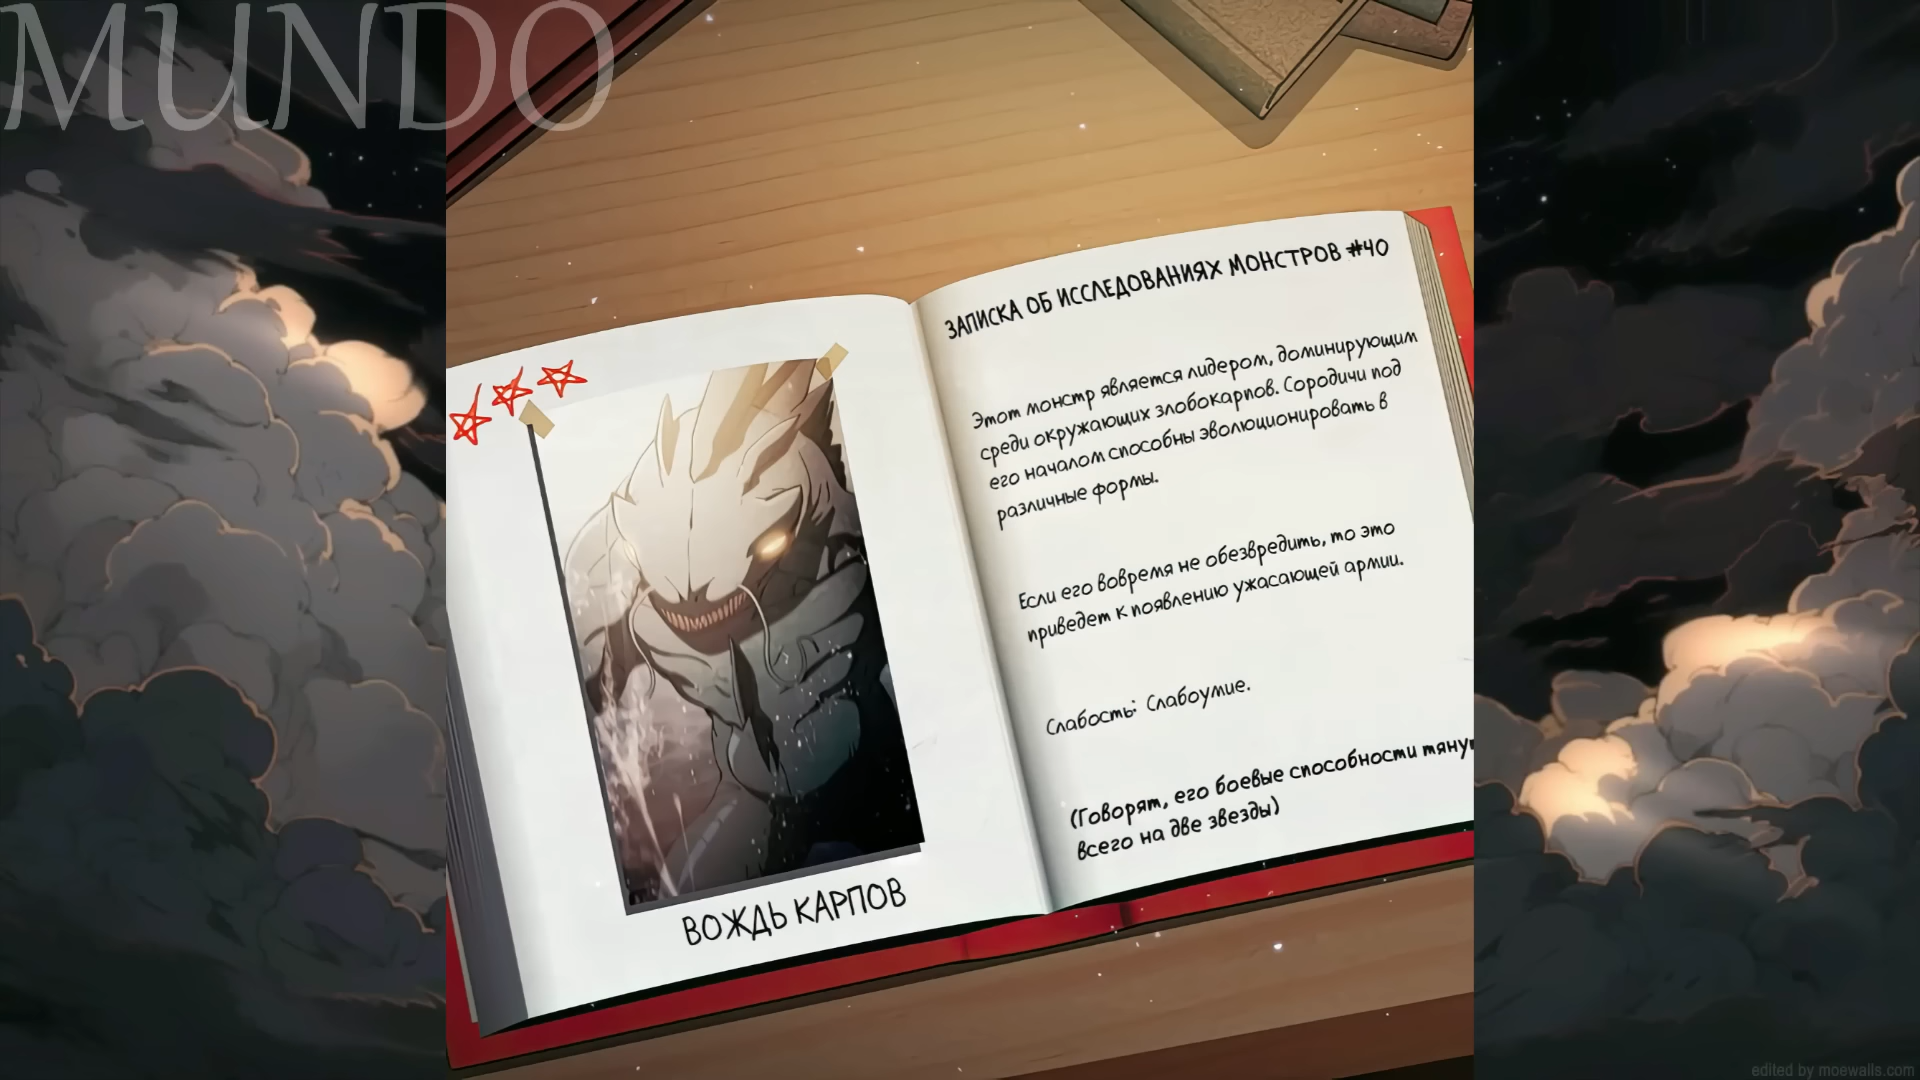 MUNDO
ЗАПИСКА ОБ ИССЛЕДОВАНИЯХ МОНСТРОВ #40
Этот монстр является лидером, доминирующим
среди окружающих злобокарпов. Сородичи под
его началом способны эволюционировать в
различные формы.
Если его вовремя не обезвредить, то это
приведет к появлению ужасающей армии.
Слабость: Слабоумие.
(Говорят, его боевые способности тянут
всего на две звезды)
ВОЖДЬ КАРПОВ
edited by moewalls.com